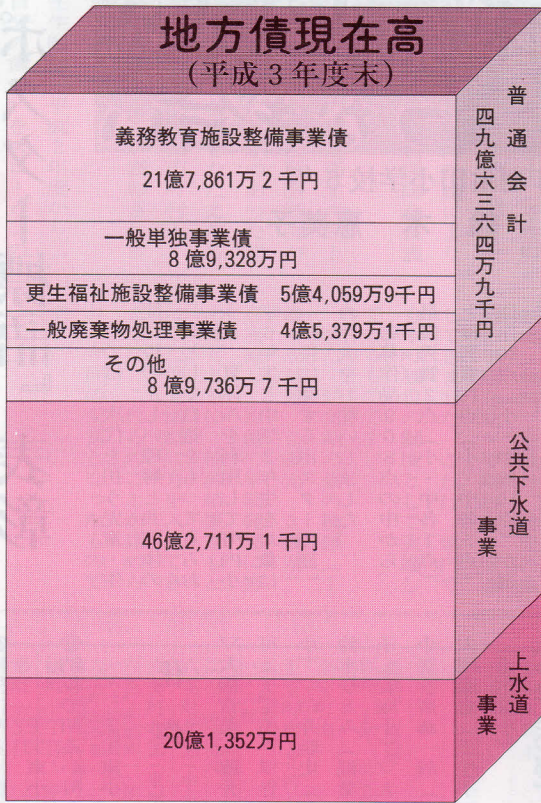 地方債現在高
(平成3年度末)
義務教育施設整備事業債
21億7,861万2千円
一般単独事業債
8億9,328万円
更生福祉施設整備事業債 5億4,059万9千円
一般廃棄物処理事業債 4億5,379万1千円
その他
8億9,736万7千円
普通会計
四九億六三六四万九千円
46億2,711万1千円
公共下水道
事業
20億1,352万円
上水道
事業